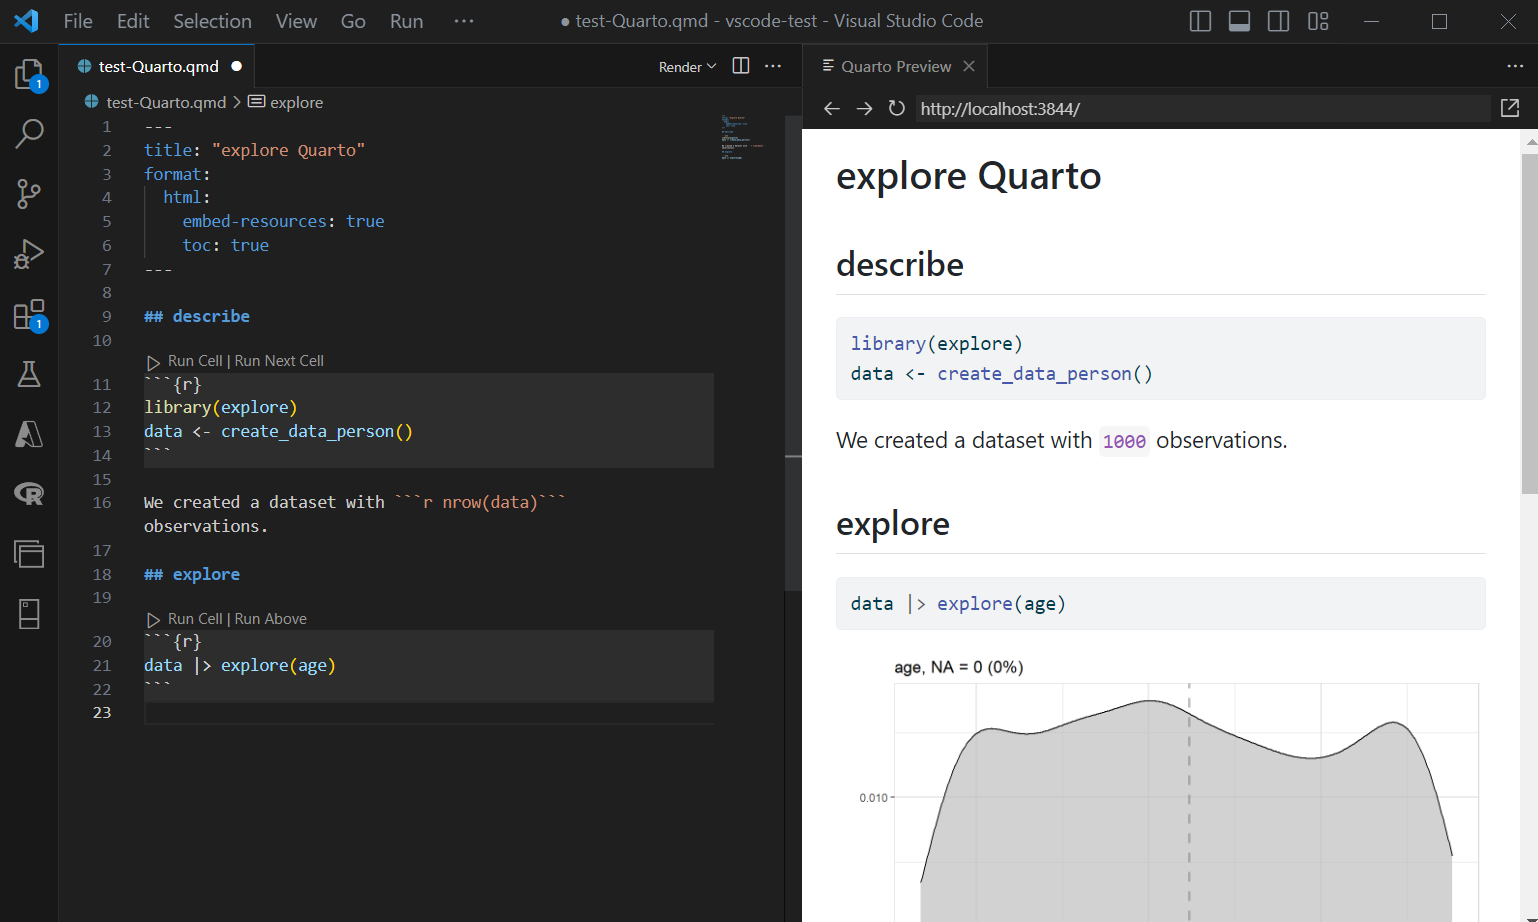 File Edit Selection View Go Run ···
● test-Quarto.qmd - vscode-test - Visual Studio Code
1
1
test-Quarto.qmd ●
Render
test-Quarto.qmd > explore
1 ---
2 title: "explore Quarto"
3 format:
4 html:
5 embed-resources: true
6 toc: true
7 ---
8
9 ## describe
10
Run Cell | Run Next Cell
11 ```{r}
12 library(explore)
13 data <- create_data_person()
14 ```
15
16 We created a dataset with ```r nrow(data)```
observations.
17
18 ## explore
19
Run Cell | Run Above
20 ```{r}
21 data |> explore(age)
22 ```
23
Quarto Preview
http://localhost:3844/
explore Quarto
describe
library(explore)
data <- create_data_person()
We created a dataset with 1000 observations.
explore
data |> explore(age)
age, NA = 0 (0%)
0.010